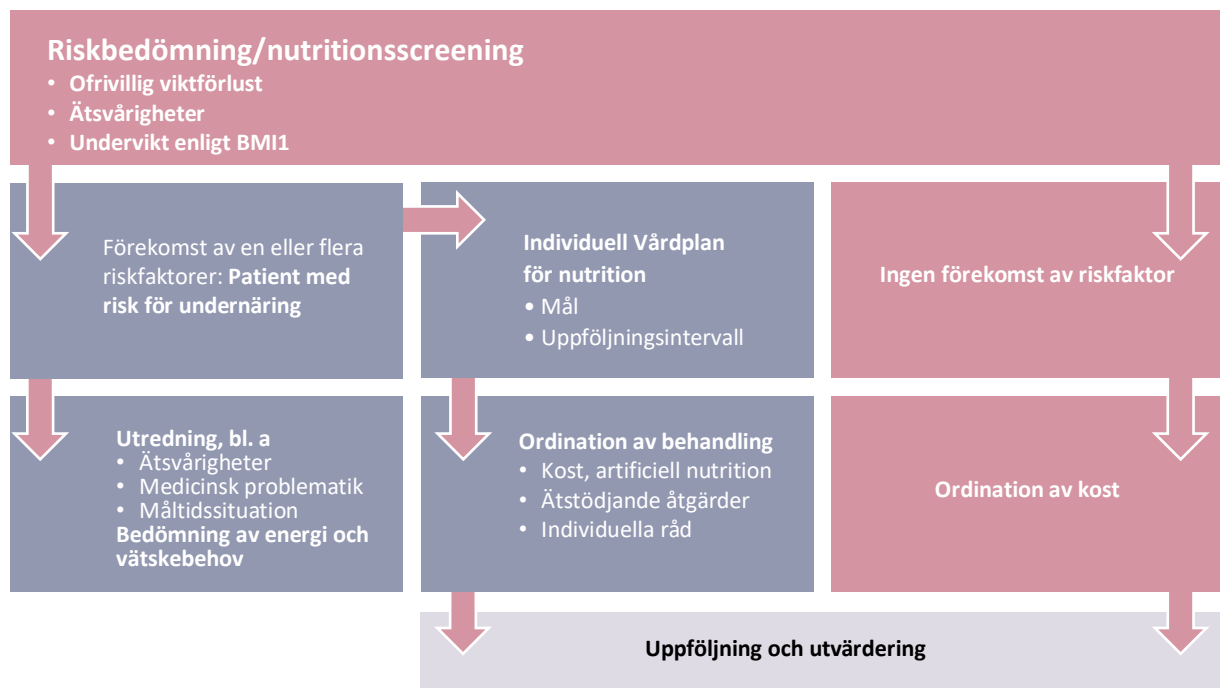 Riskbedömning/nutritionsscreening
• Ofrivillig viktförlust
• Ätsvårigheter
• Undervikt enligt BMI1
Förekomst av en eller flera
riskfaktorer: Patient med
risk för undernäring
Individuell Vårdplan
för nutrition
• Mål
• Uppföljningsintervall
Ingen förekomst av riskfaktor
Utredning, bl. a
• Ätsvårigheter
• Medicinsk problematik
• Måltidssituation
Bedömning av energi och
vätskebehov
Ordination av behandling
• Kost, artificiell nutrition
• Ätstödjande åtgärder
• Individuella råd
Ordination av kost
Uppföljning och utvärdering